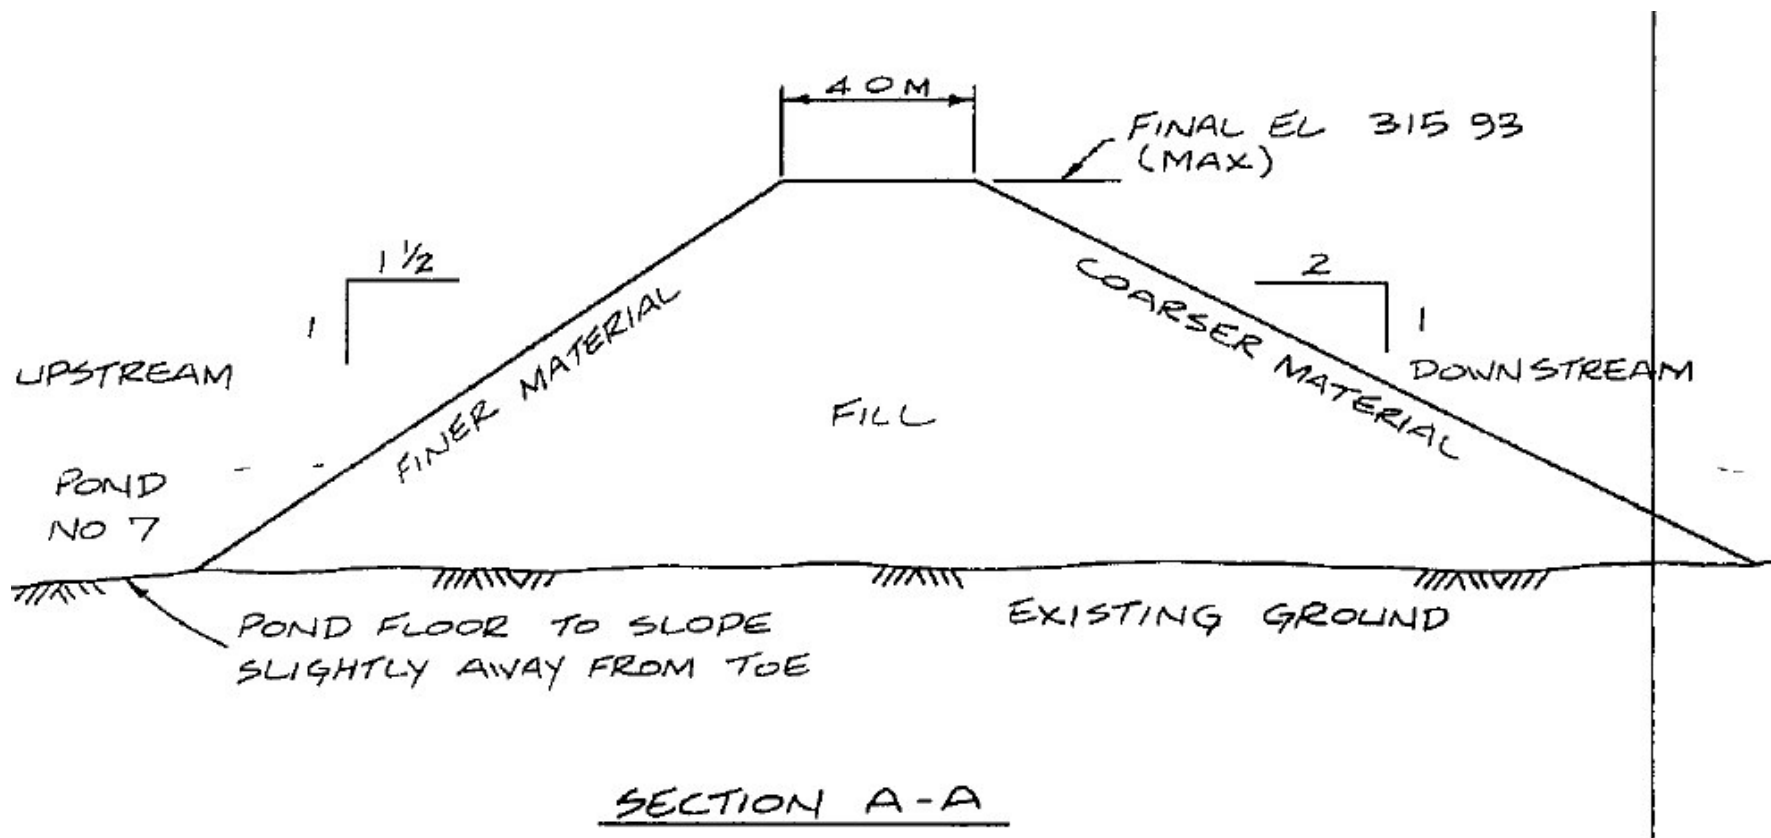 4 0 M
FINAL EL 315 93
(MAX)
1 1/2
1
2
1
UPSTREAM
DOWNSTREAM
FINER MATERIAL
COARSER MATERIAL
FILL
POND
NO 7
POND FLOOR TO SLOPE
SLIGHTLY AWAY FROM TOE
EXISTING GROUND
SECTION A-A